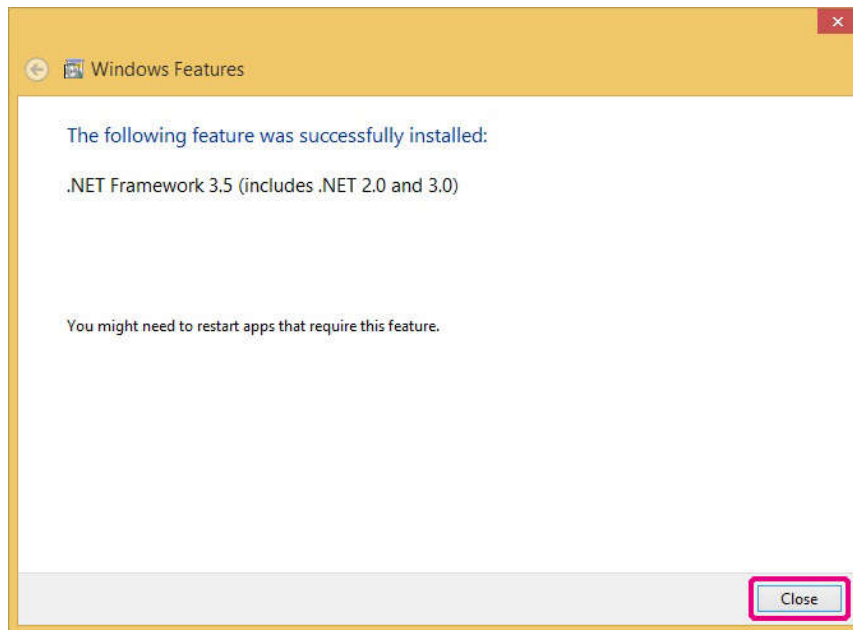 Windows Features
The following feature was successfully installed:
.NET Framework 3.5 (includes .NET 2.0 and 3.0)
You might need to restart apps that require this feature.
Close